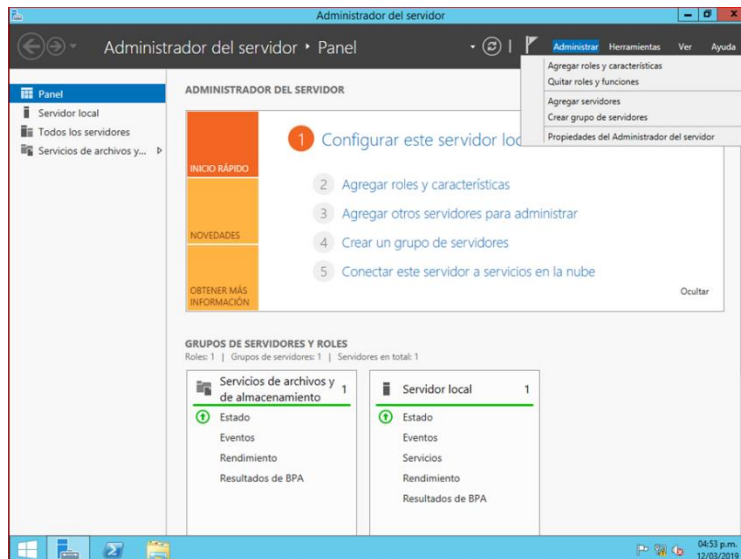 Administrador del servidor
Administrador del servidor • Panel
Administrar Herramientas Ver Ayuda
Agregar roles y características
Quitar roles y funciones
Agregar servidores
Crear grupo de servidores
Propiedades del Administrador del servidor
Panel
Servidor local
Todos los servidores
Servicios de archivos y...
ADMINISTRADOR DEL SERVIDOR
INICIO RÁPIDO
NOVEDADES
OBTENER MÁS
INFORMACIÓN
1 Configurar este servidor loc
2 Agregar roles y características
3 Agregar otros servidores para administrar
4 Crear un grupo de servidores
5 Conectar este servidor a servicios en la nube
Ocultar
GRUPOS DE SERVIDORES Y ROLES
Roles: 1 | Grupos de servidores: 1 | Servidores en total: 1
Servicios de archivos y
de almacenamiento 1
Estado
Eventos
Rendimiento
Resultados de BPA
Servidor local 1
Estado
Eventos
Servicios
Rendimiento
Resultados de BPA
04:53 p.m.
12/03/2019